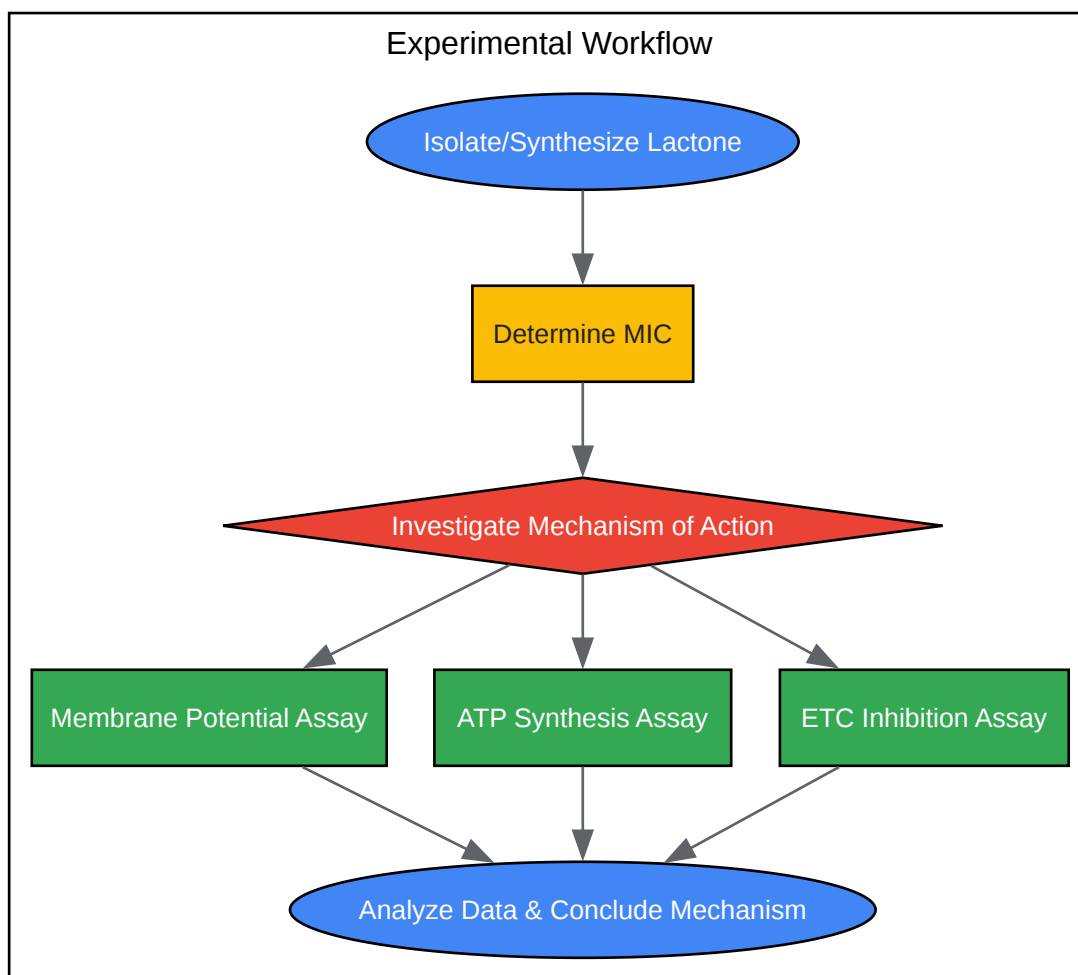 Experimental Workflow
Isolate/Synthesize Lactone
Determine MIC
Investigate Mechanism of Action
Membrane Potential Assay
ATP Synthesis Assay
ETC Inhibition Assay
Analyze Data & Conclude Mechanism